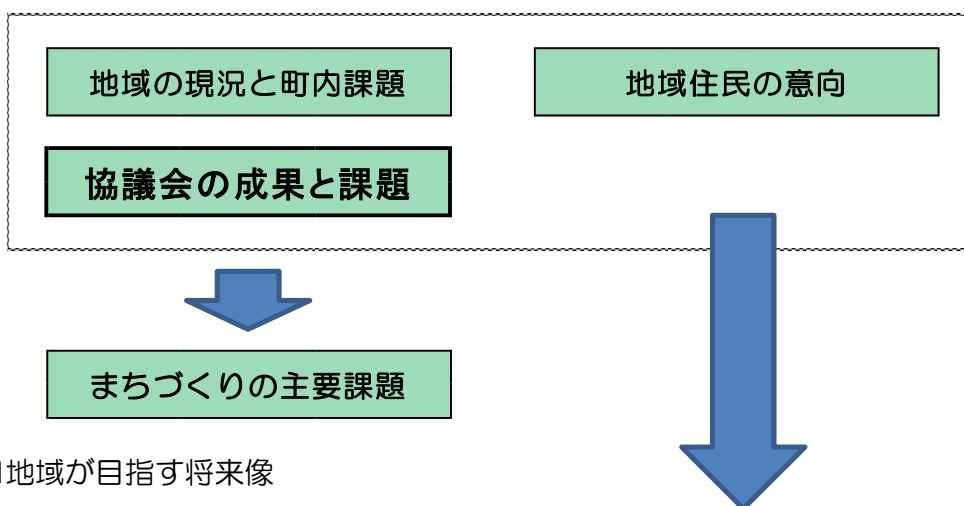 地域の現況と町内課題
地域住民の意向
協議会の成果と課題
まちづくりの主要課題
地域が目指す将来像